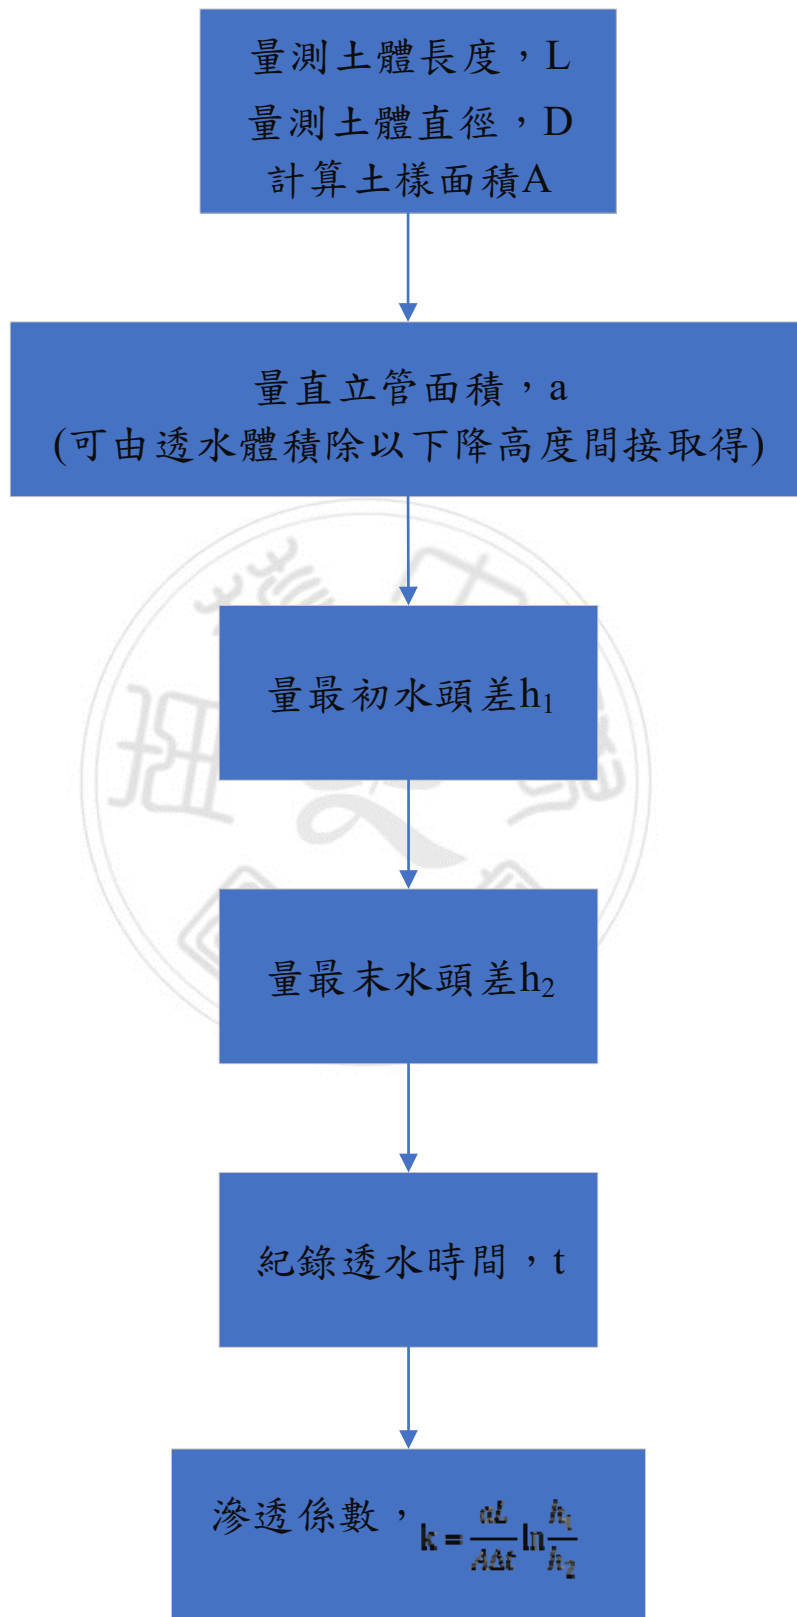 量測土體長度，L
量測土體直徑，D
計算土樣面積A
量直立管面積，a
(可由透水體積除以下降高度間接取得)
量最初水頭差h₁
量最末水頭差h₂
紀錄透水時間，t
滲透係數，k = \frac{aL}{AΔt} ln \frac{h₁}{h₂}